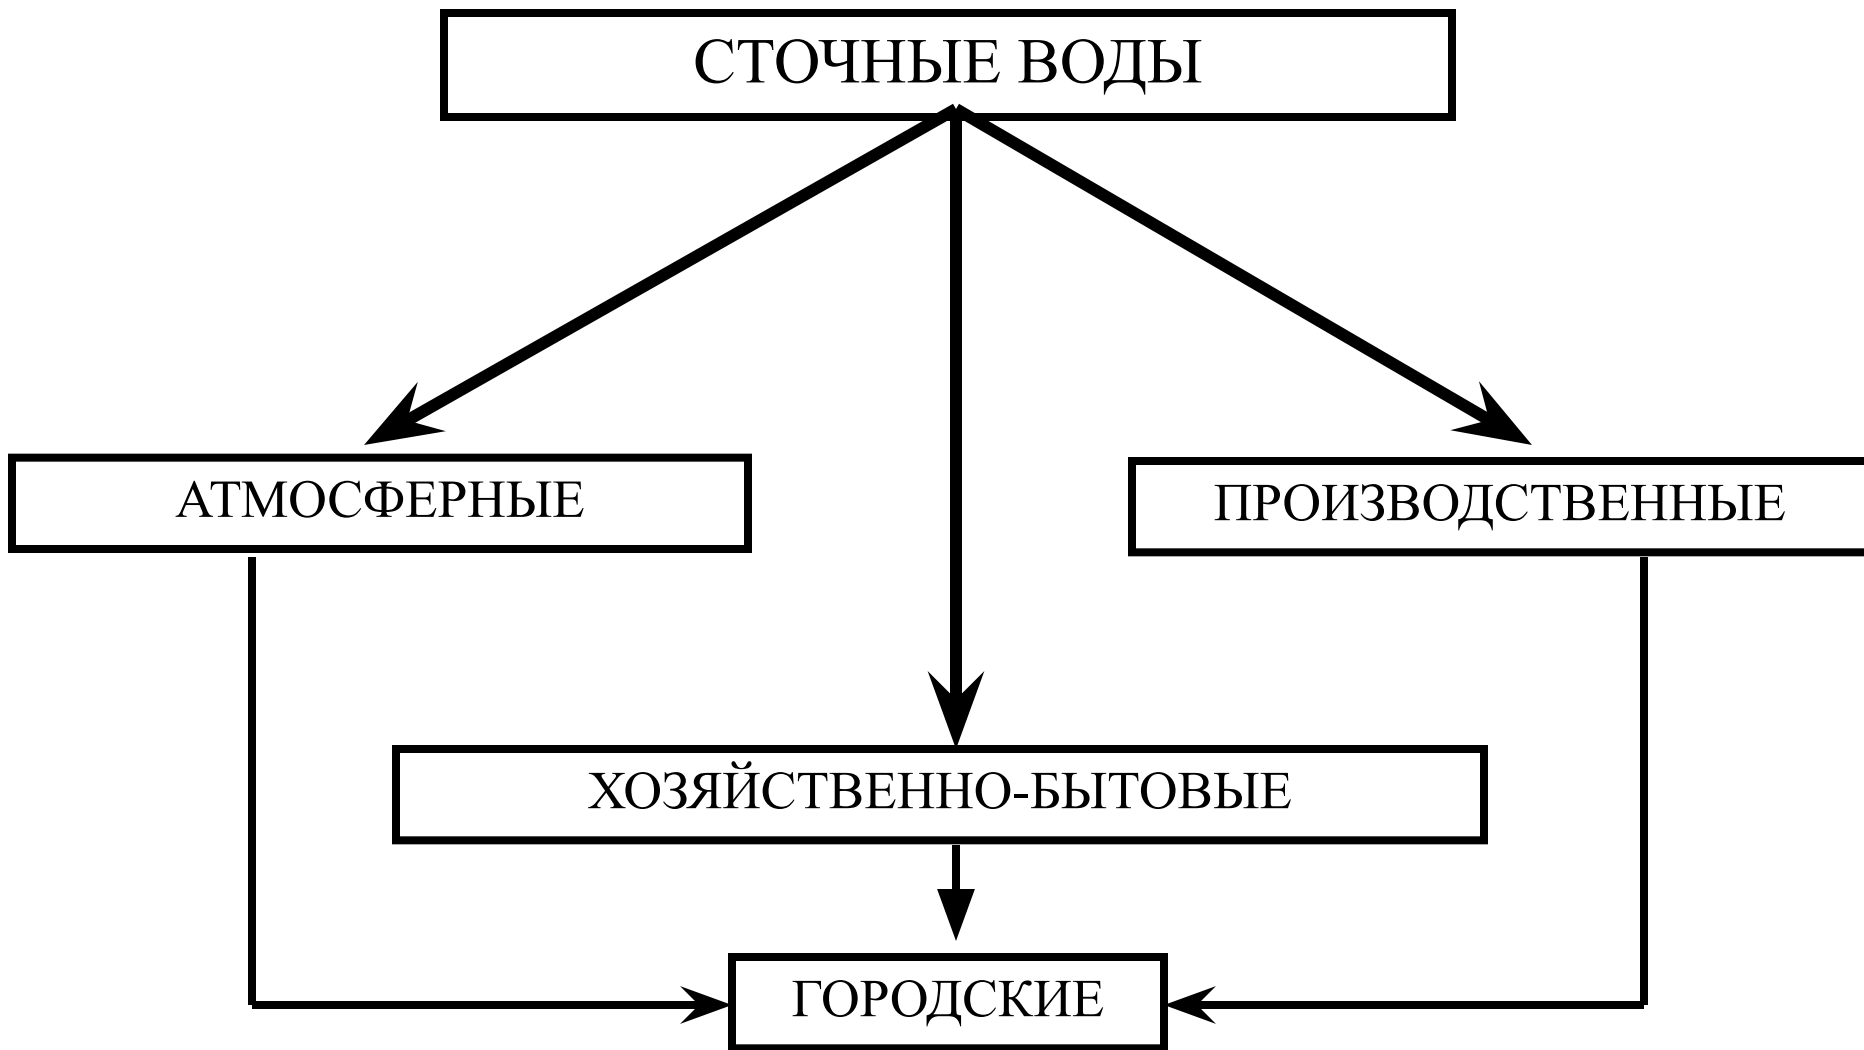 СТОЧНЫЕ ВОДЫ
АТМОСФЕРНЫЕ
ПРОИЗВОДСТВЕННЫЕ
ХОЗЯЙСТВЕННО-БЫТОВЫЕ
ГОРОДСКИЕ